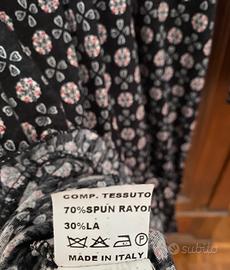 COMP. TESSUTO
70%SPUN RAYON
30%LA
MADE IN ITALY
subito